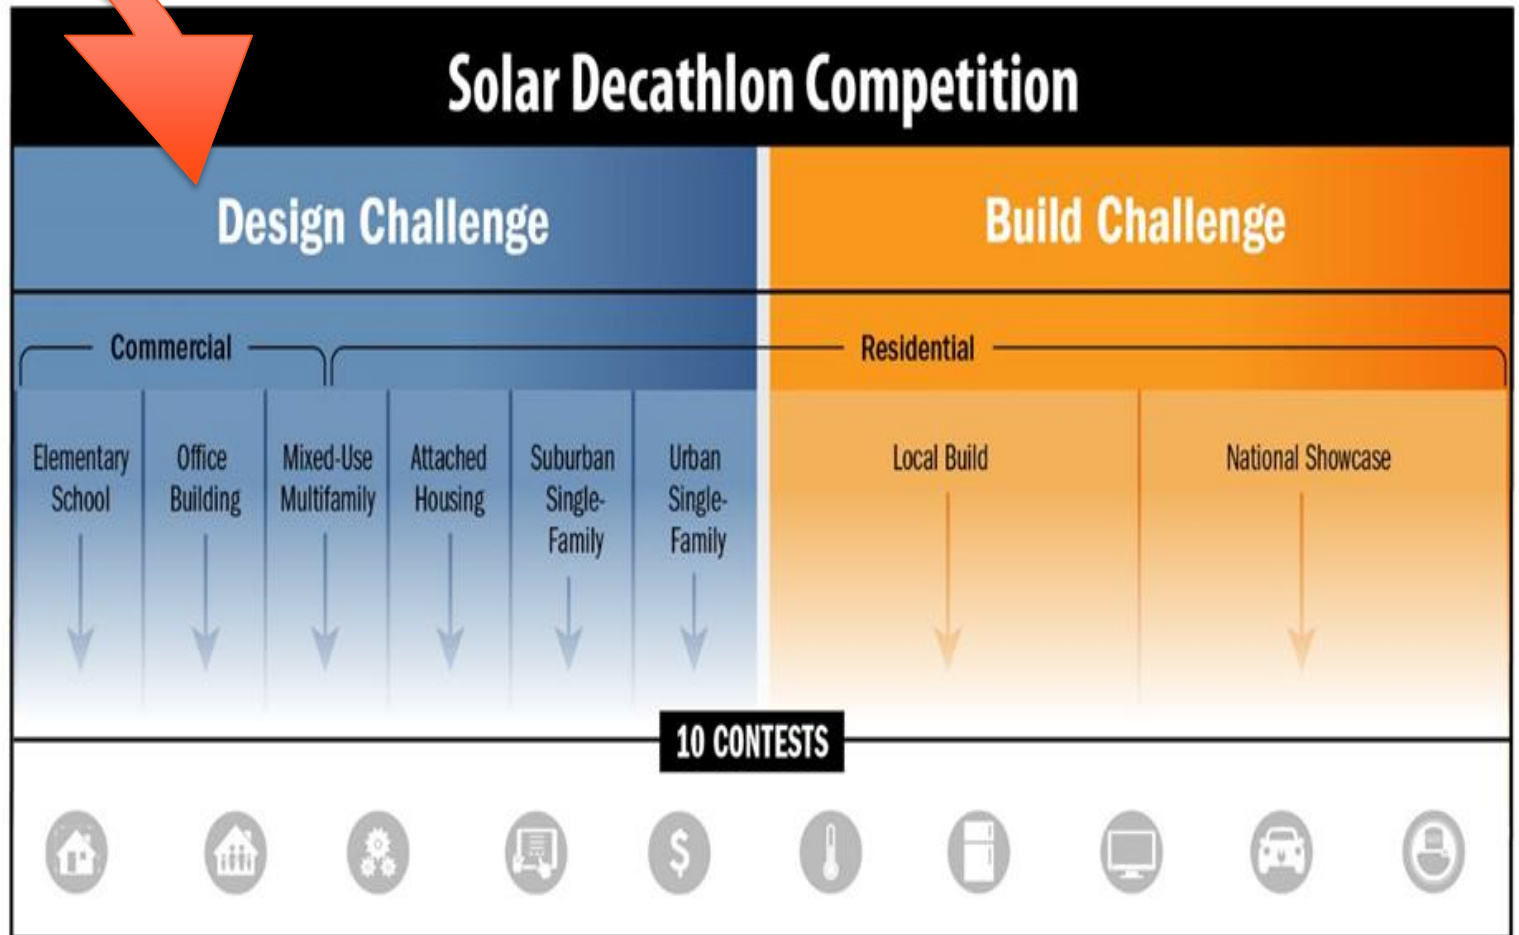 Solar Decathlon Competition
Design Challenge
Build Challenge
Commercial
Residential
Elementary
School
Office
Building
Mixed-Use
Multifamily
Attached
Housing
Suburban
Single-
Family
Urban
Single-
Family
Local Build
National Showcase
10 CONTESTS
$